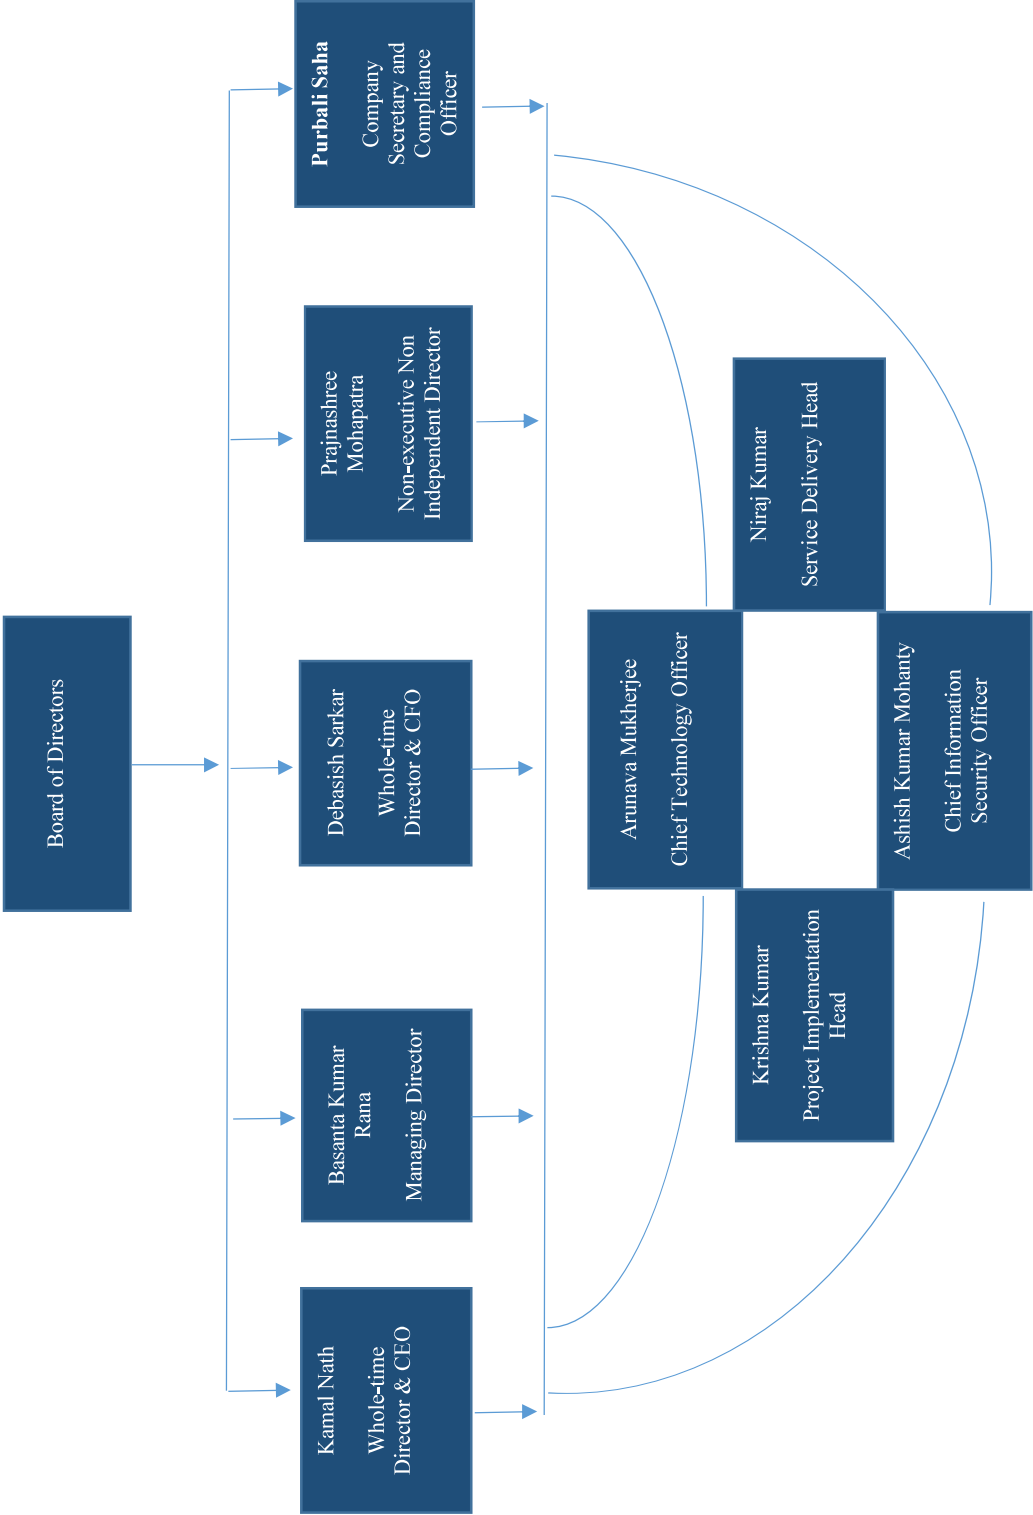 Board of Directors
Kamal Nath
Whole-time
Director & CEO
Basanta Kumar
Rana
Managing Director
Debasish Sarkar
Whole-time
Director & CFO
Prajnashree
Mohapatra
Non-executive Non
Independent Director
Purbali Saha
Company
Secretary and
Compliance
Officer
Arunava Mukherjee
Chief Technology Officer
Krishna Kumar
Project Implementation
Head
Niraj Kumar
Service Delivery Head
Ashish Kumar Mohanty
Chief Information
Security Officer